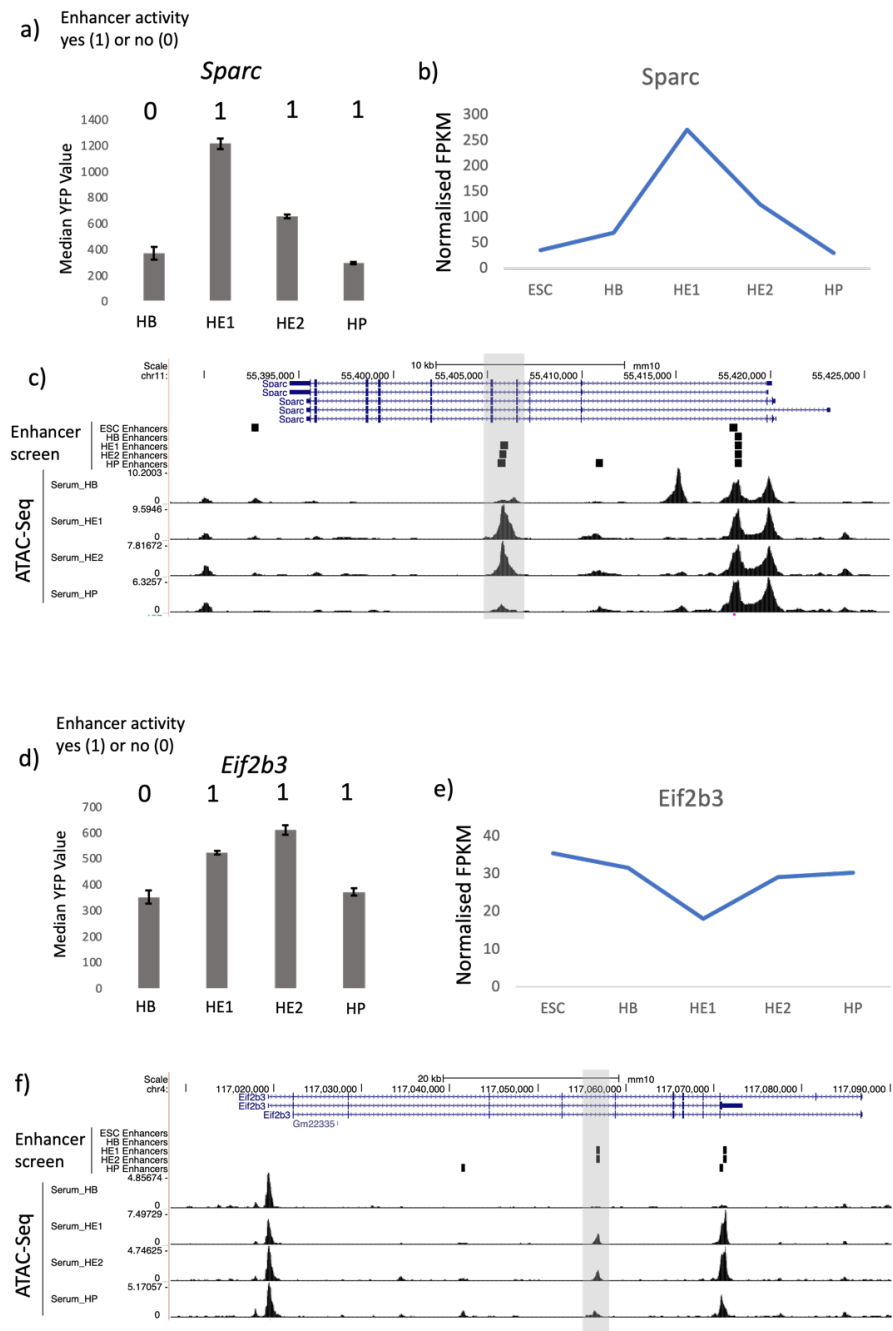 a)
Enhancer activity
yes (1) or no (0)
Sparc
0 1 1 1
Median YFP Value
1400
1200
1000
800
600
400
200
0
HB HE1 HE2 HP
b)
Sparc
Normalised FPKM
300
250
200
150
100
50
0
ESC HB HE1 HE2 HP
c)
Scale 10 kb mm10
chr11: 55,395,000 55,400,000 55,405,000 55,410,000 55,415,000 55,420,000 55,425,000
Sparc
Sparc
Sparc
Sparc
Sparc
Enhancer
screen
ESC Enhancers
HB Enhancers
HE1 Enhancers
HE2 Enhancers
HP Enhancers
ATAC-Seq
10.2003 -
Serum_HB
0
9.5946 -
Serum_HE1
0
7.81672 -
Serum_HE2
0
6.3257 -
Serum_HP
0
Enhancer activity
yes (1) or no (0)
d)
Eif2b3
0 1 1 1
Median YFP Value
700
600
500
400
300
200
100
0
HB HE1 HE2 HP
e)
Eif2b3
Normalised FPKM
40
30
20
10
0
ESC HB HE1 HE2 HP
f)
Scale 20 kb mm10
chr4: 117,020,000 117,030,000 117,040,000 117,050,000 117,060,000 117,070,000 117,080,000 117,090,000
Eif2b3
Eif2b3
Eif2b3
Gm22335
Enhancer
screen
ESC Enhancers
HB Enhancers
HE1 Enhancers
HE2 Enhancers
HP Enhancers
ATAC-Seq
4.85674 -
Serum_HB
0
7.49729 -
Serum_HE1
0
4.74625 -
Serum_HE2
0
5.17057 -
Serum_HP
0